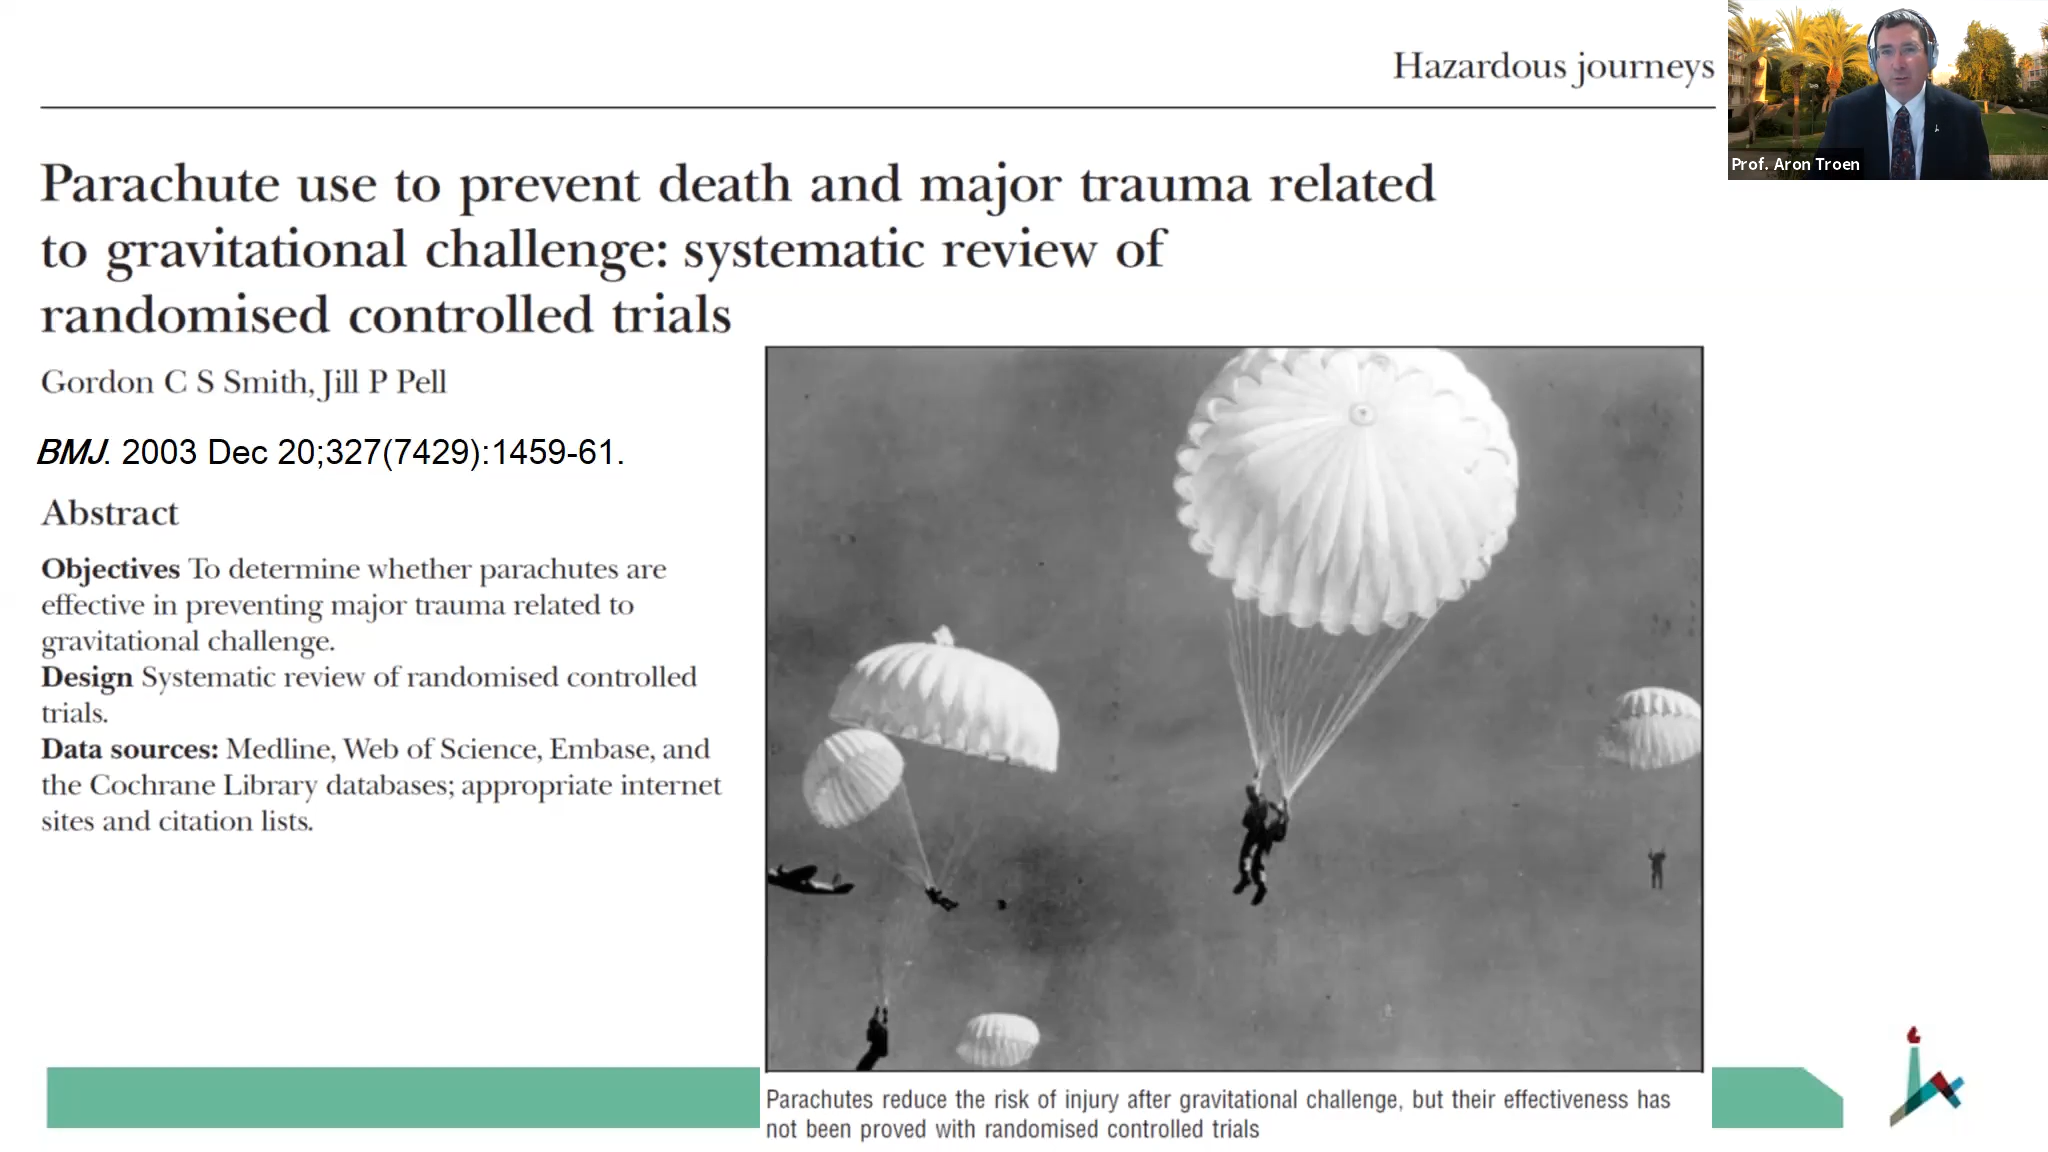 Hazardous journeys
Prof. Aron Troen
Parachute use to prevent death and major trauma related
to gravitational challenge: systematic review of
randomised controlled trials
Gordon C S Smith, Jill P Pell
BMJ. 2003 Dec 20;327(7429):1459-61.
Abstract
Objectives To determine whether parachutes are
effective in preventing major trauma related to
gravitational challenge.
Design Systematic review of randomised controlled
trials.
Data sources: Medline, Web of Science, Embase, and
the Cochrane Library databases; appropriate internet
sites and citation lists.
Parachutes reduce the risk of injury after gravitational challenge, but their effectiveness has
not been proved with randomised controlled trials